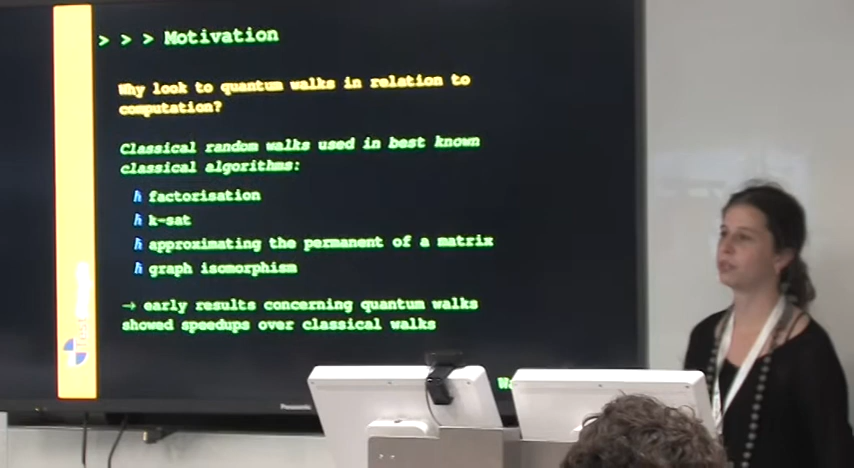 > > > Motivation
Why look to quantum walks in relation to
computation?
Classical random walks used in best known
classical algorithms:
ℏ factorisation
ℏ k-sat
ℏ approximating the permanent of a matrix
ℏ graph isomorphism
→ early results concerning quantum walks
showed speedups over classical walks
Panasonic